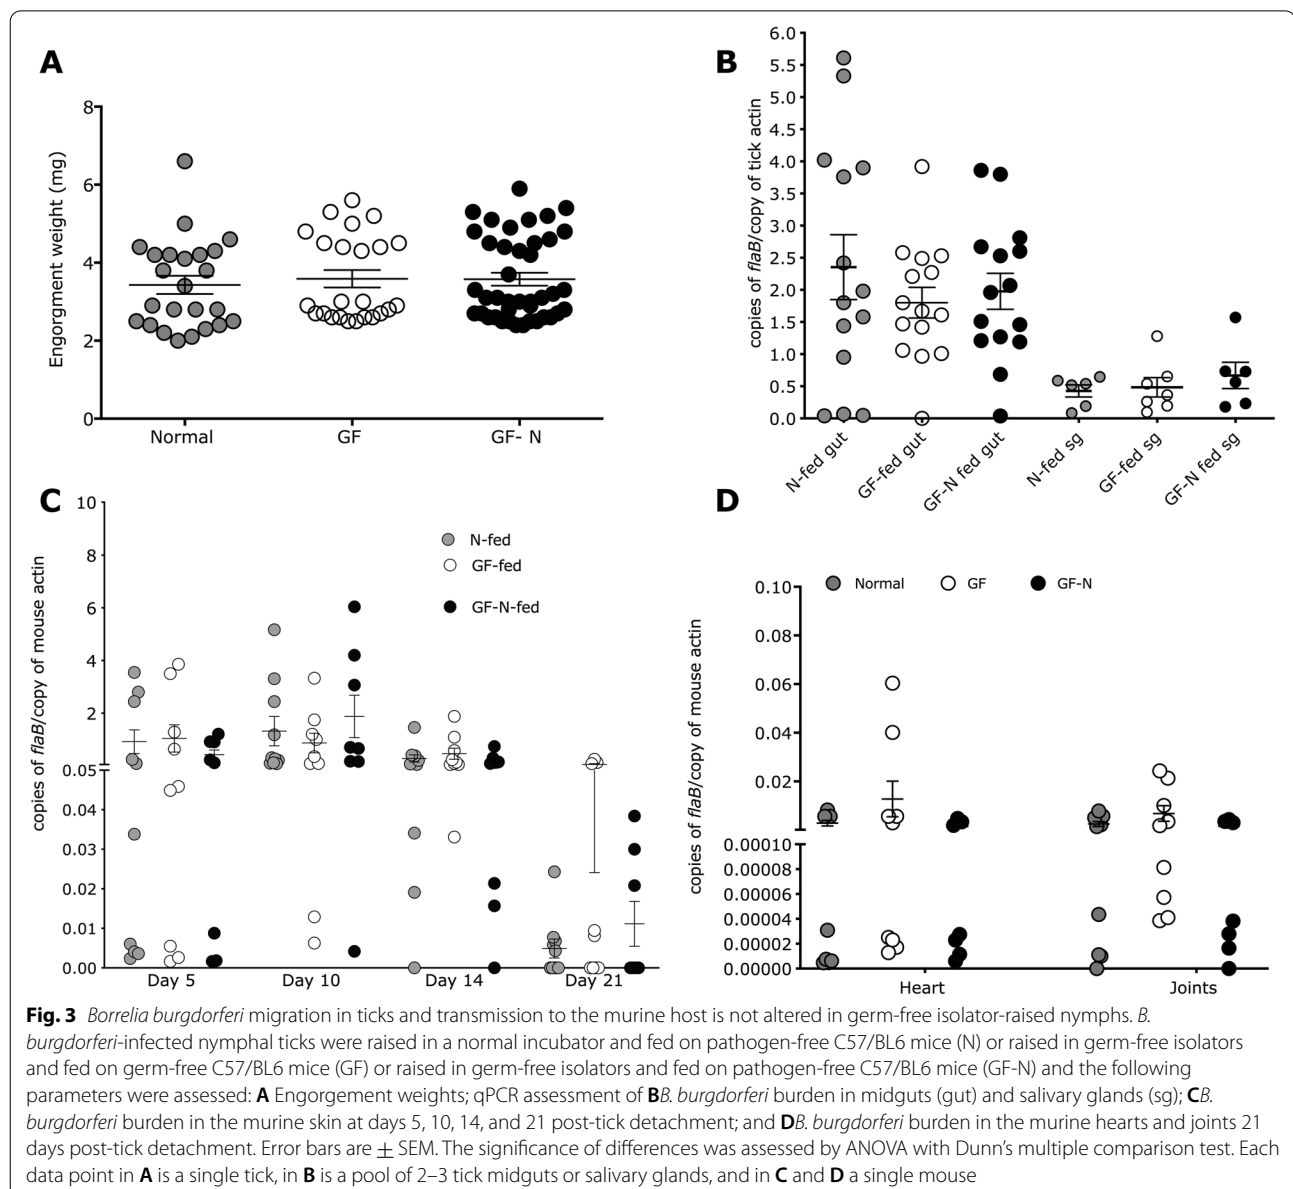 A
Engorgment weight (mg)
8
6
4
2
0
Normal
GF
GF- N
B
copies of flaB/copy of tick actin
6.0
5.5
5.0
4.5
4.0
3.5
3.0
2.5
2.0
1.5
1.0
0.5
0.0
N-fed gut
GF-fed gut
GF-N fed gut
N-fed sg
GF-fed sg
GF-N fed sg
C
copies of flaB/copy of mouse actin
10
8
6
4
2
0.05
0.04
0.03
0.02
0.01
0.00
N-fed
GF-fed
GF-N-fed
Day 5
Day 10
Day 14
Day 21
D
copies of flaB/copy of mouse actin
0.10
0.08
0.06
0.04
0.02
0.00010
0.00008
0.00006
0.00004
0.00002
0.00000
Normal
GF
GF-N
Heart
Joints
Fig. 3 Borrelia burgdorferi migration in ticks and transmission to the murine host is not altered in germ-free isolator-raised nymphs. B.
burgdorferi-infected nymphal ticks were raised in a normal incubator and fed on pathogen-free C57/BL6 mice (N) or raised in germ-free isolators
and fed on germ-free C57/BL6 mice (GF) or raised in germ-free isolators and fed on pathogen-free C57/BL6 mice (GF-N) and the following
parameters were assessed: A Engorgement weights; qPCR assessment of BB. burgdorferi burden in midguts (gut) and salivary glands (sg); CB.
burgdorferi burden in the murine skin at days 5, 10, 14, and 21 post-tick detachment; and DB. burgdorferi burden in the murine hearts and joints 21
days post-tick detachment. Error bars are ± SEM. The significance of differences was assessed by ANOVA with Dunn's multiple comparison test. Each
data point in A is a single tick, in B is a pool of 2–3 tick midguts or salivary glands, and in C and D a single mouse